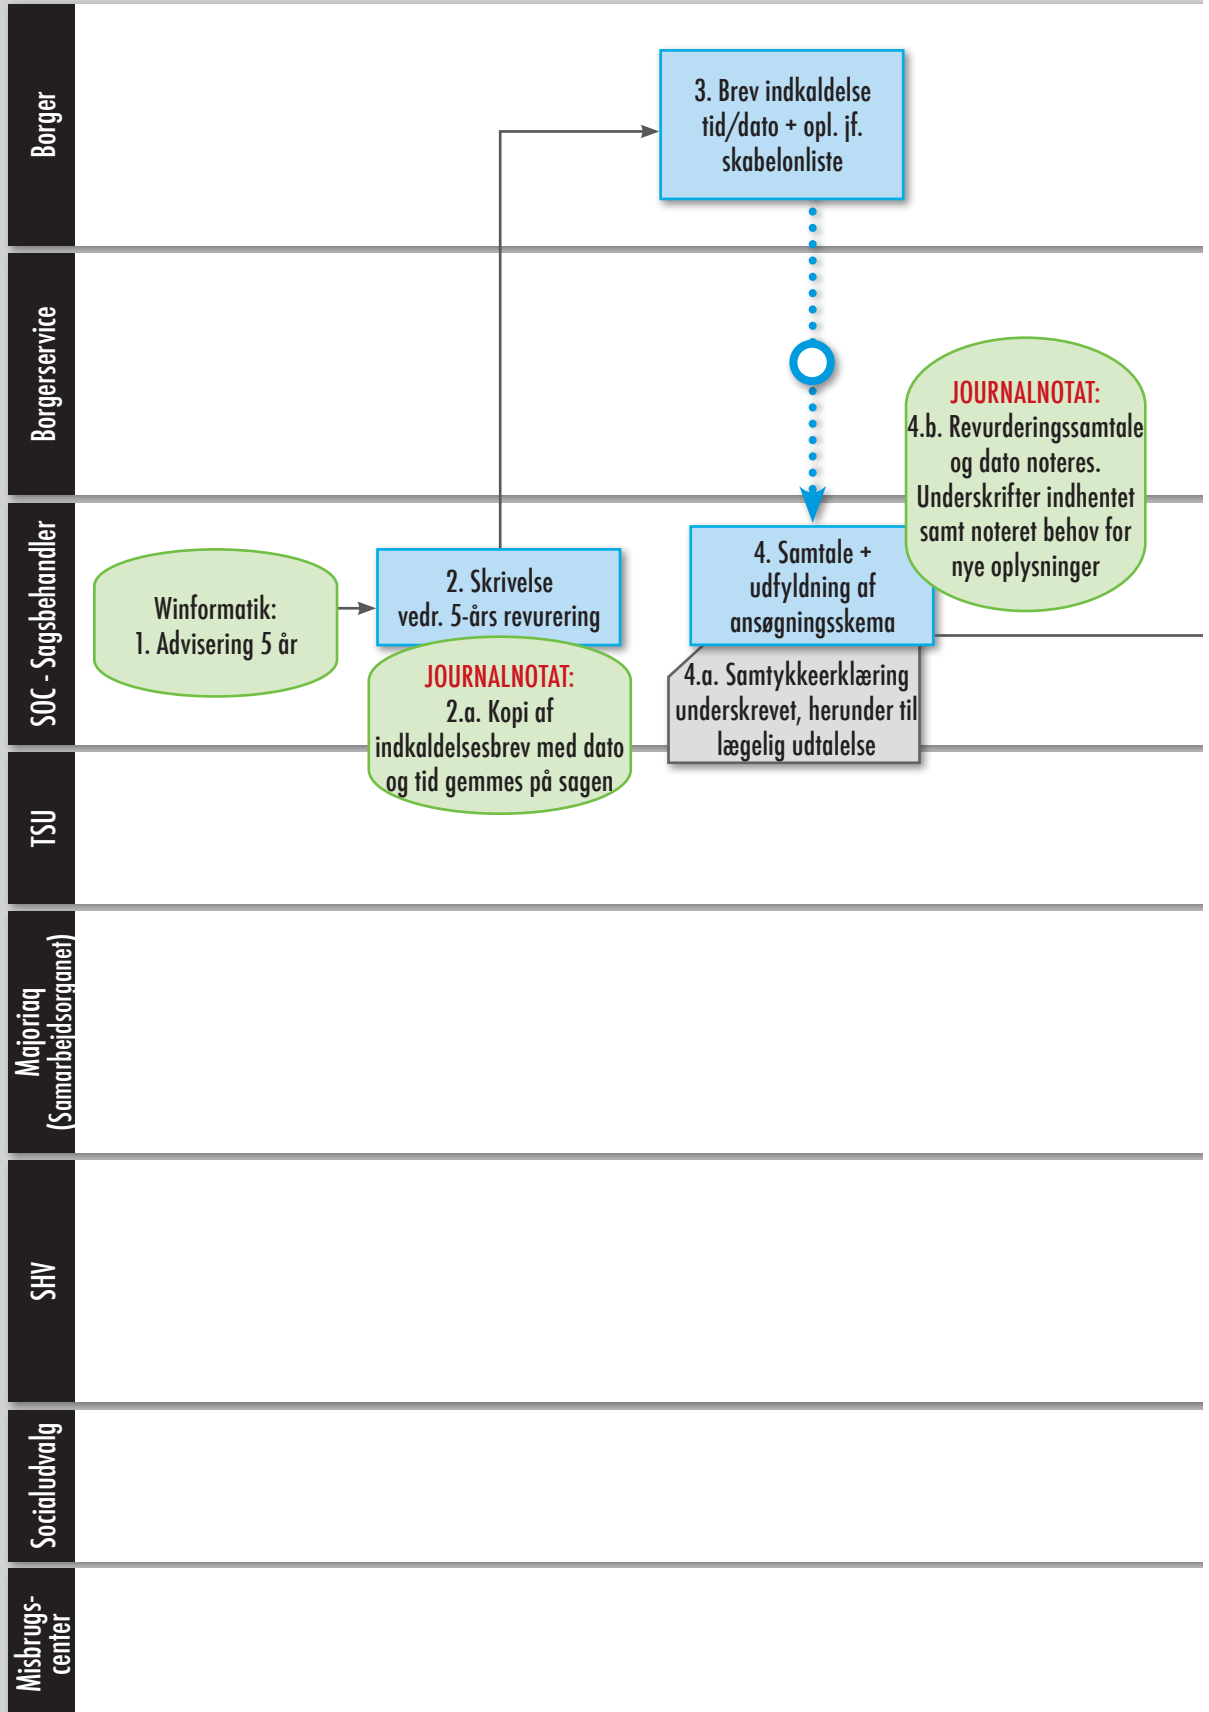 Borger
3. Brev indkaldelse
tid/dato + opl. jf.
skabelonliste
Borgerservice
JOURNALNOTAT:
4.b. Revurderingssamtale
og dato noteres.
Underskrifter indhentet
samt noteret behov for
nye oplysninger
SOC - Sagsbehandler
Winformatik:
1. Advisering 5 år
2. Skrivelse
vedr. 5-års revurering
JOURNALNOTAT:
2.a. Kopi af
indkaldelsesbrev med dato
og tid gemmes på sagen
4. Samtale +
udfyldning af
ansøgningsskema
4.a. Samtykkeerklæring
underskrevet, herunder til
lægelig udtalelse
TSU
Majoriaq
(Samarbejdsorganet)
SHV
Socialudvalg
Misbrugs-
center